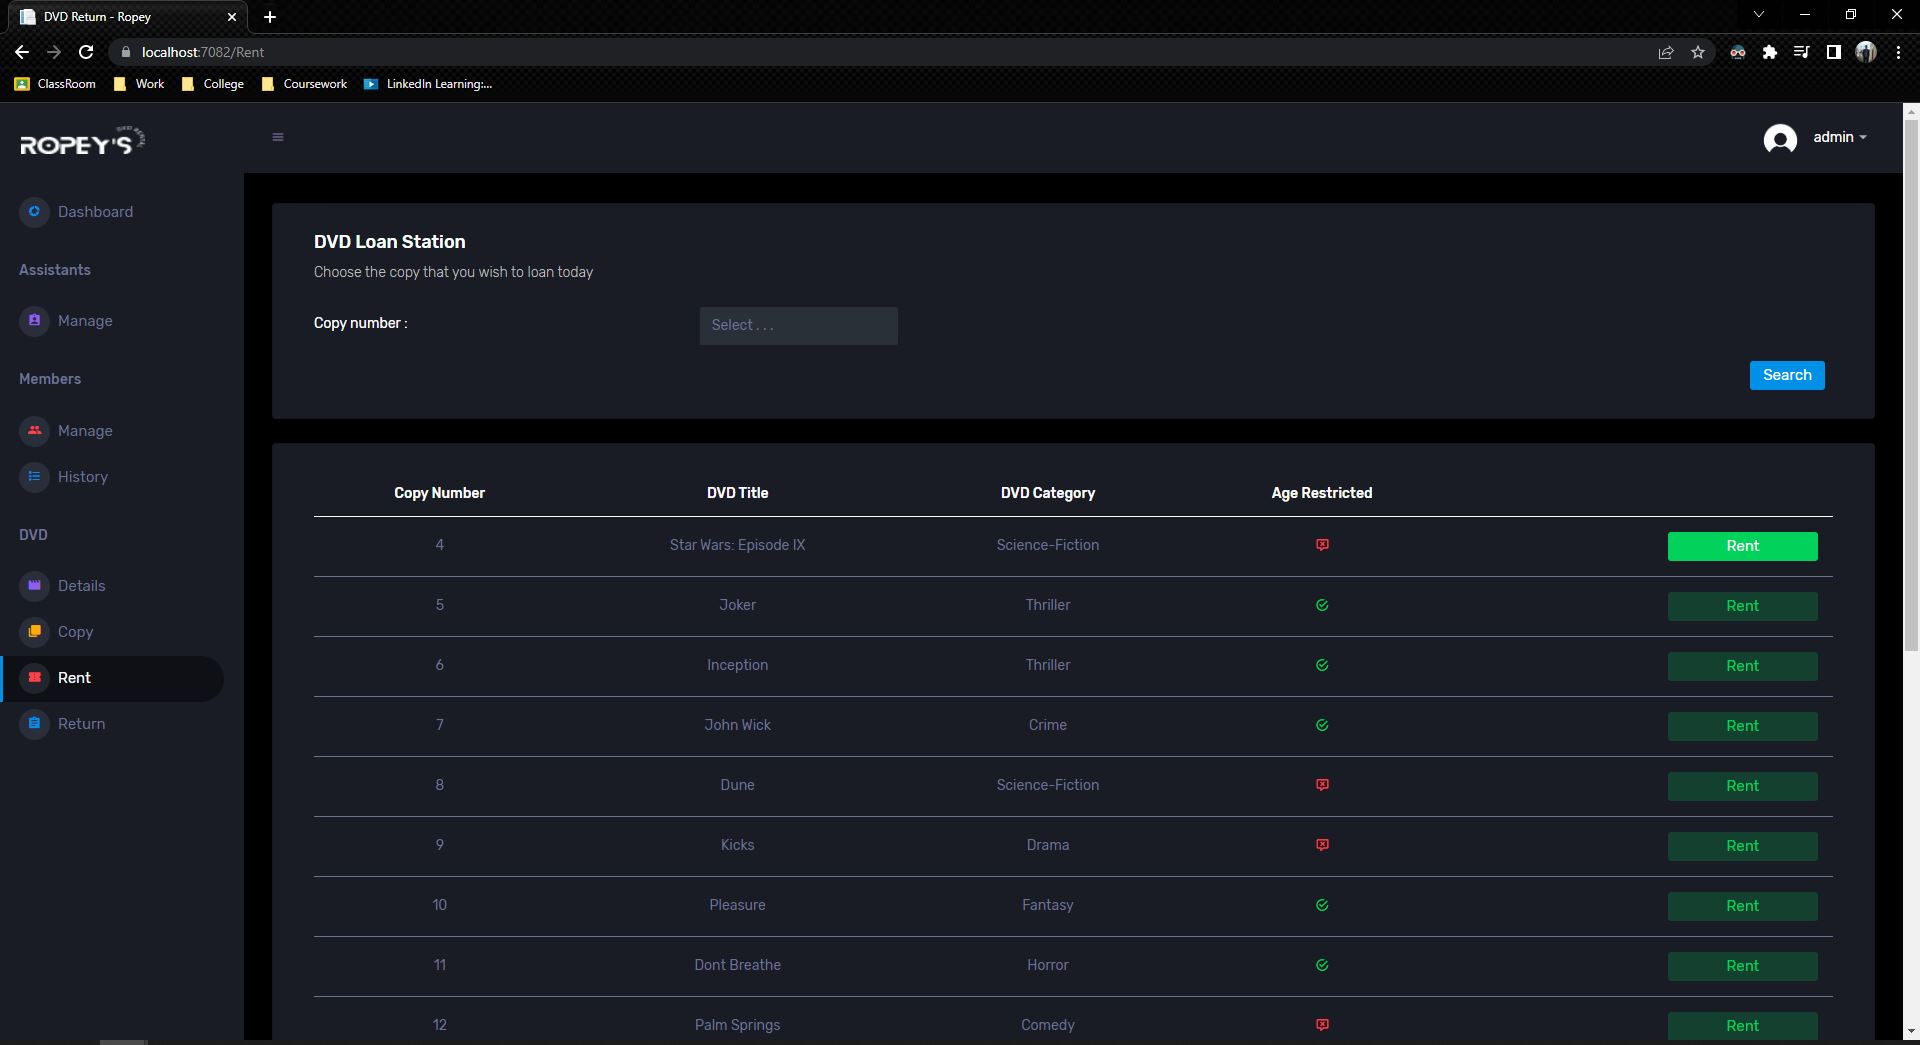 DVD Return - Ropey
localhost:7082/Rent
ClassRoom Work College Coursework LinkedIn Learning:...
ROPEY'S
admin
Dashboard
Assistants
Manage
Members
Manage
History
DVD
Details
Copy
Rent
Return
DVD Loan Station
Choose the copy that you wish to loan today
Copy number :
Select . . .
Search
Copy Number DVD Title DVD Category Age Restricted
4 Star Wars: Episode IX Science-Fiction Rent
5 Joker Thriller Rent
6 Inception Thriller Rent
7 John Wick Crime Rent
8 Dune Science-Fiction Rent
9 Kicks Drama Rent
10 Pleasure Fantasy Rent
11 Dont Breathe Horror Rent
12 Palm Springs Comedy Rent